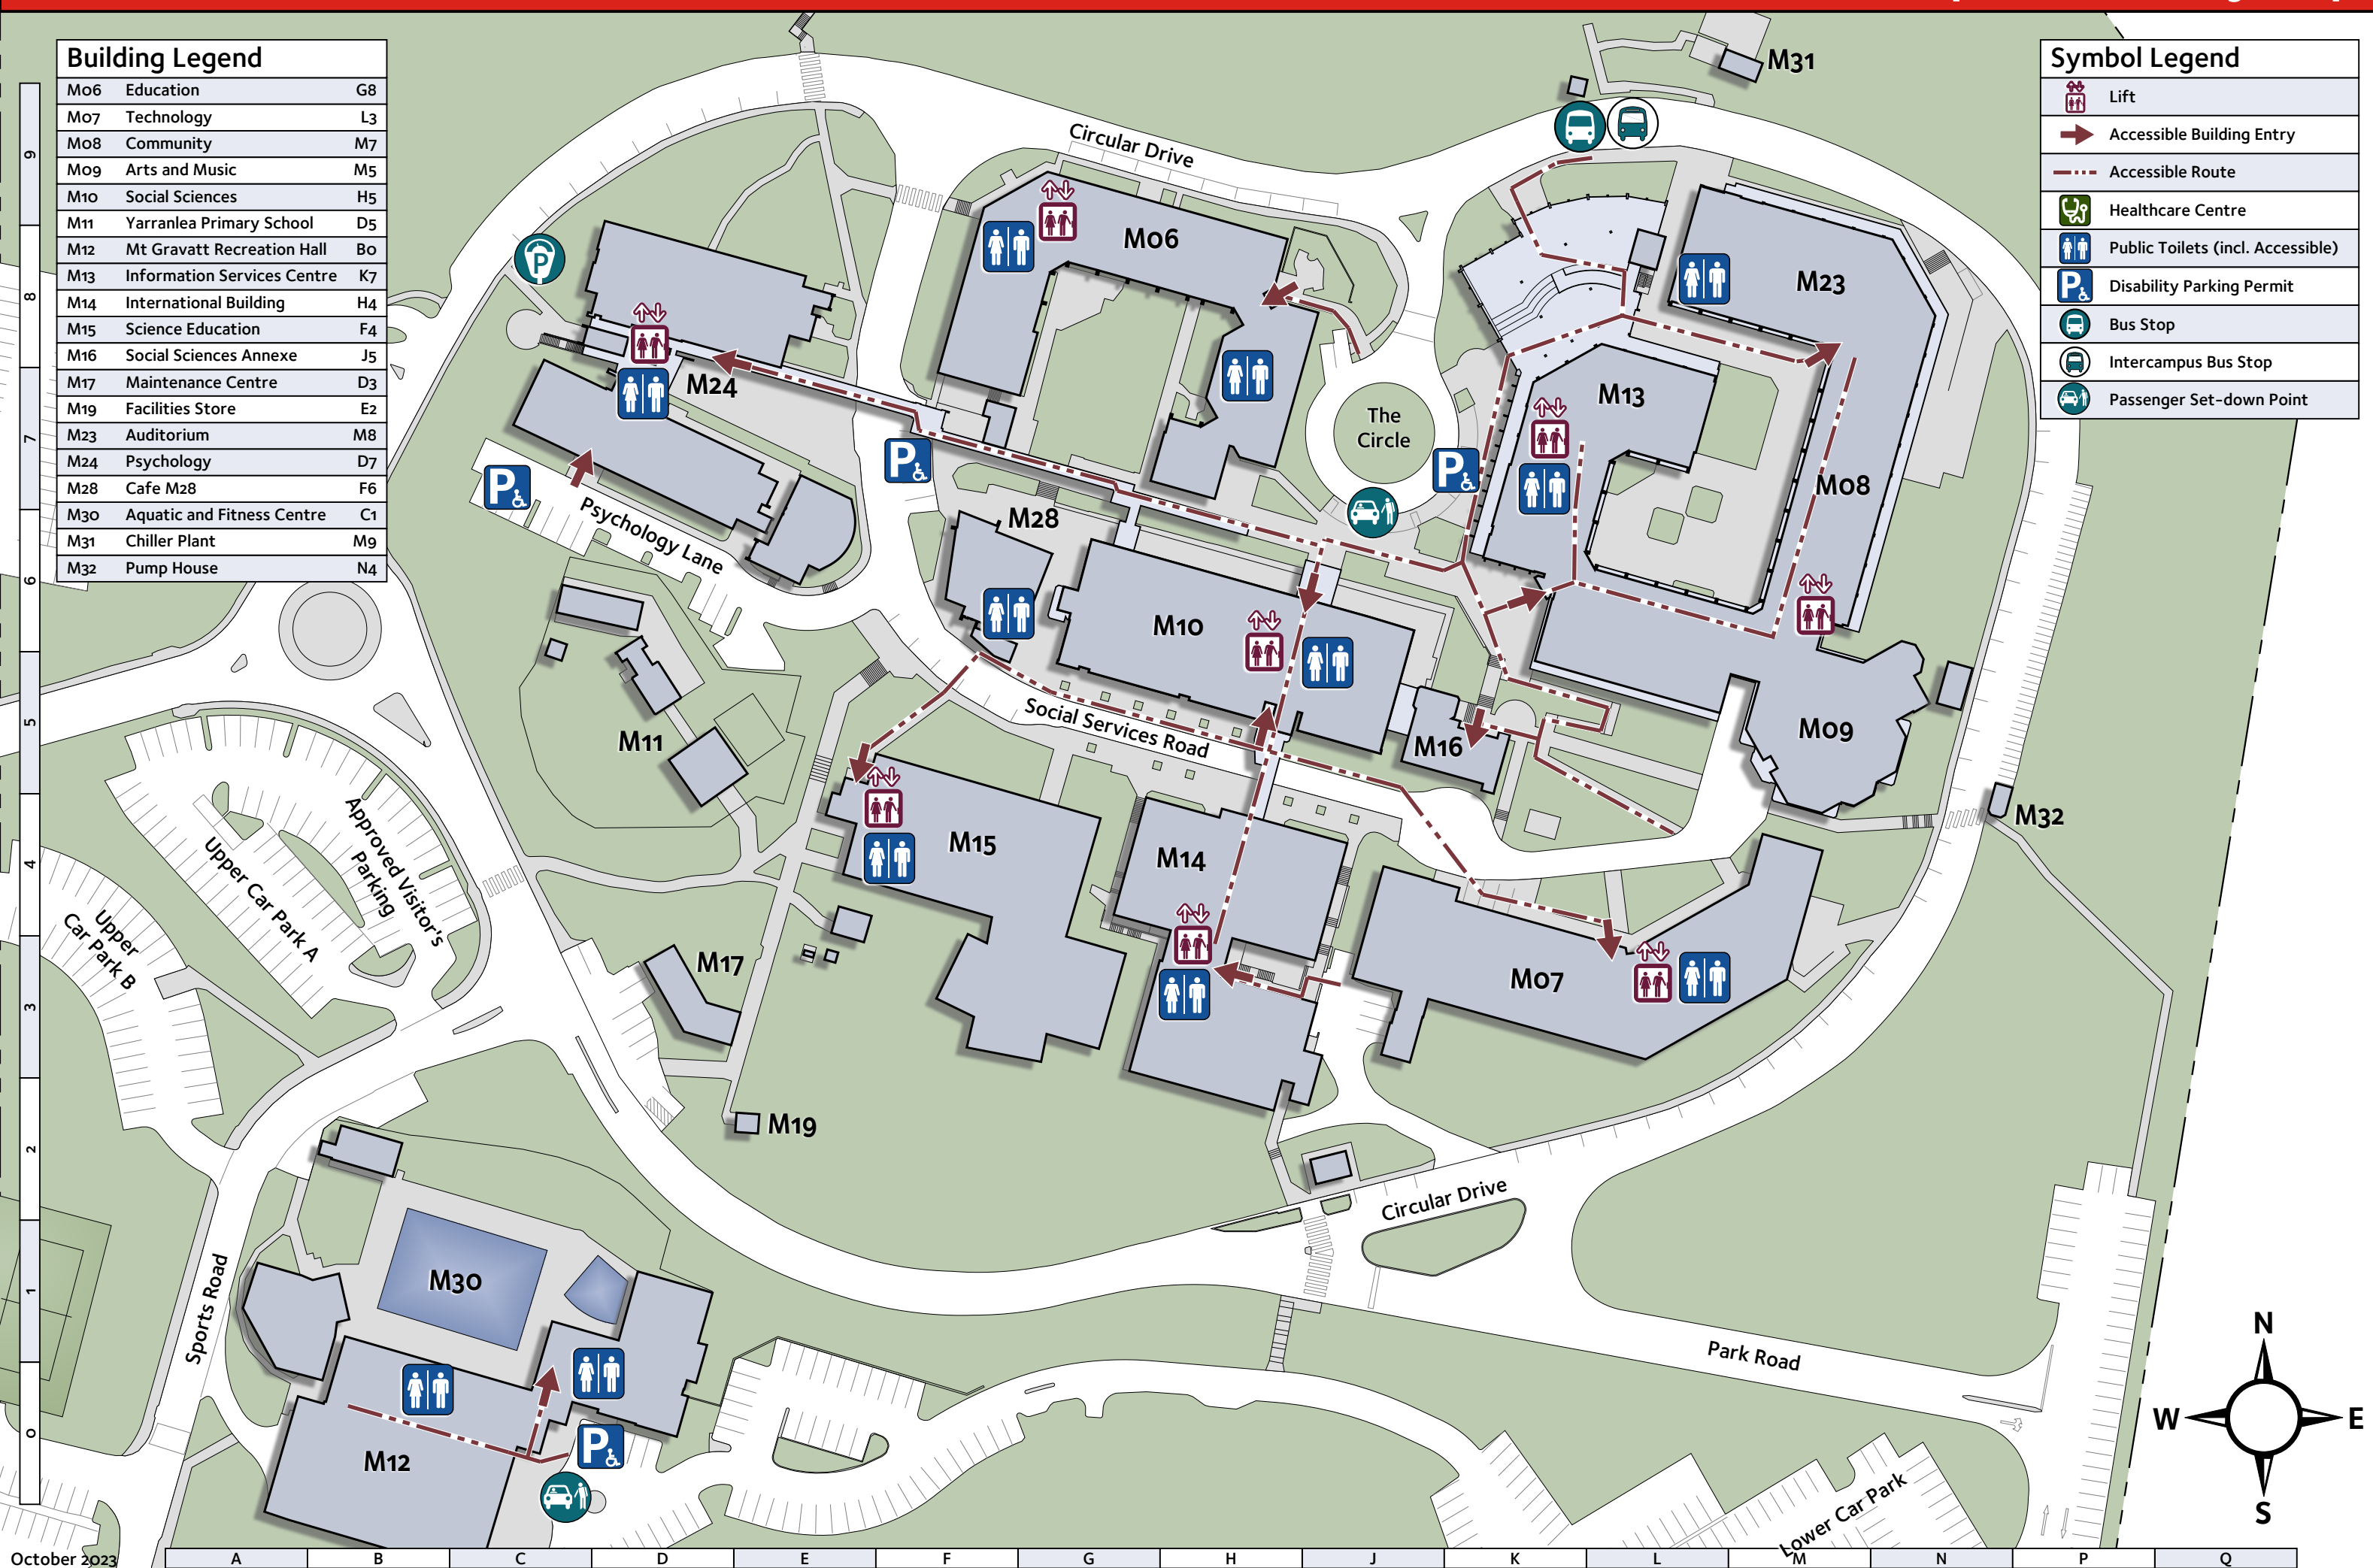 Building Legend
M06 Education G8
M07 Technology L3
M08 Community M7
M09 Arts and Music M5
M10 Social Sciences H5
M11 Yarranlea Primary School D5
M12 Mt Gravatt Recreation Hall B0
M13 Information Services Centre K7
M14 International Building H4
M15 Science Education F4
M16 Social Sciences Annexe J5
M17 Maintenance Centre D3
M19 Facilities Store E2
M23 Auditorium M8
M24 Psychology D7
M28 Cafe M28 F6
M30 Aquatic and Fitness Centre C1
M31 Chiller Plant M9
M32 Pump House N4
Symbol Legend
Lift
Accessible Building Entry
Accessible Route
Healthcare Centre
Public Toilets (incl. Accessible)
Disability Parking Permit
Bus Stop
Intercampus Bus Stop
Passenger Set-down Point
M31
Circular Drive
M06
M23
P
M24
M13
The
Circle
P
P
P
M08
Psychology Lane
M28
M10
M11
Social Services Road
M16
M09
M32
Approved Visitor's
Parking
Upper Car Park A
Upper
Car Park B
M15
M14
M17
M07
M19
Circular Drive
M30
Sports Road
Park Road
M12
P
Lower Car Park
N
W
E
S
9
8
7
6
5
4
3
2
1
0
October 2023
A B C D E F G H J K L M N P Q